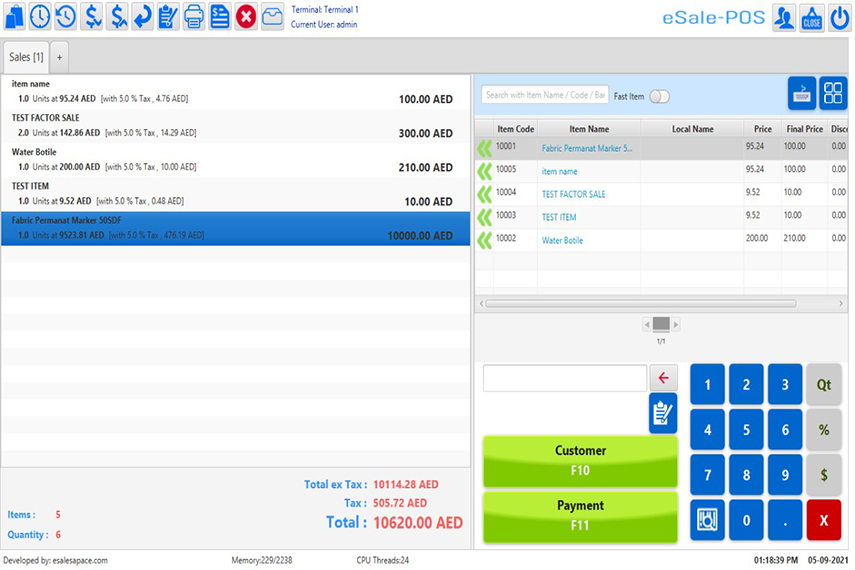 Terminal: Terminal 1
Current User: admin
eSale-POS
CLOSE
Sales [1]
+
item name
1.0 Units at 95.24 AED [with 5.0 % Tax , 4.76 AED] 100.00 AED
TEST FACTOR SALE
2.0 Units at 142.86 AED [with 5.0 % Tax , 14.29 AED] 300.00 AED
Water Botile
1.0 Units at 200.00 AED [with 5.0 % Tax , 10.00 AED] 210.00 AED
TEST ITEM
1.0 Units at 9.52 AED [with 5.0 % Tax , 0.48 AED] 10.00 AED
Fabric Permanat Marker 50SDF
1.0 Units at 9523.81 AED [with 5.0 % Tax , 476.19 AED] 10000.00 AED
Total ex Tax : 10114.28 AED
Tax : 505.72 AED
Total : 10620.00 AED
Items : 5
Quantity : 6
Search with Item Name / Code / Ba
Fast Item
Item Code Item Name Local Name Price Final Price Disco
10001 Fabric Permanat Marker 5... 95.24 100.00 0.00
10005 item name 95.24 100.00 0.00
10004 TEST FACTOR SALE 9.52 10.00 0.00
10003 TEST ITEM 9.52 10.00 0.00
10002 Water Botile 200.00 210.00 0.00
1/1
Customer
F10
Payment
F11
1 2 3 Qt
4 5 6 %
7 8 9 $
0 . X
Developed by: esalesapace.com Memory:229/2238 CPU Threads:24 01:18:39 PM 05-09-2021